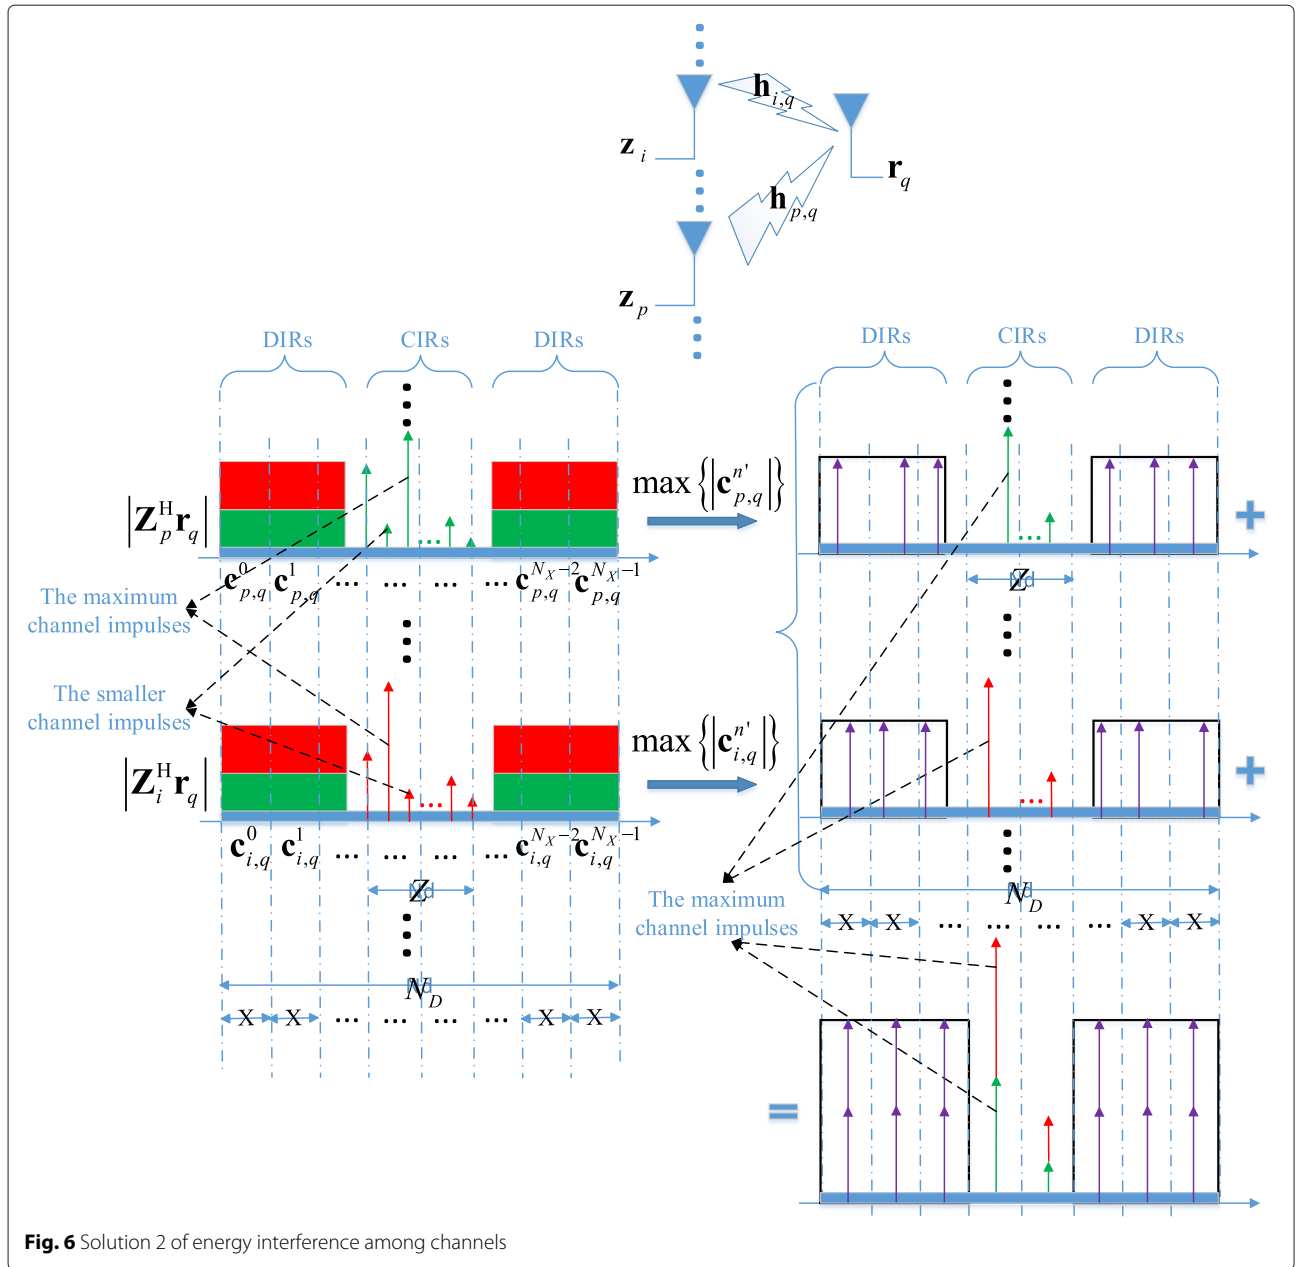 h_{i,q}
z_i
r_q
h_{p,q}
z_p
DIRs CIRs DIRs
DIRs CIRs DIRs
|Z_p^H r_q|
max{|c_{p,q}^{n'}|}
+
c_{p,q}^0 c_{p,q}^1 ... ... ... ... c_{p,q}^{N_X-2} c_{p,q}^{N_X-1}
Z
The maximum
channel impulses
The smaller
channel impulses
|Z_i^H r_q|
max{|c_{i,q}^{n'}|}
+
c_{i,q}^0 c_{i,q}^1 ... ... ... ... c_{i,q}^{N_X-2} c_{i,q}^{N_X-1}
Z
N_D
X X ... ... ... ... X X
The maximum
channel impulses
N_D
X X ... ... ... ... X X
=
Fig. 6 Solution 2 of energy interference among channels